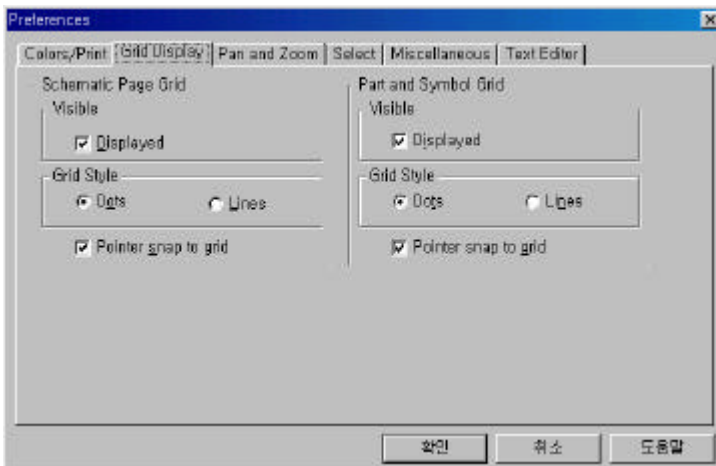 Preferences
Colors/Print Grid Display Pan and Zoom Select Miscellaneous Text Editor
Schematic Page Grid Part and Symbol Grid
Visible Visible
Displayed Displayed
Grid Style Grid Style
Dots Lines Dots Lines
Pointer snap to grid Pointer snap to grid
확인 취소 도움말